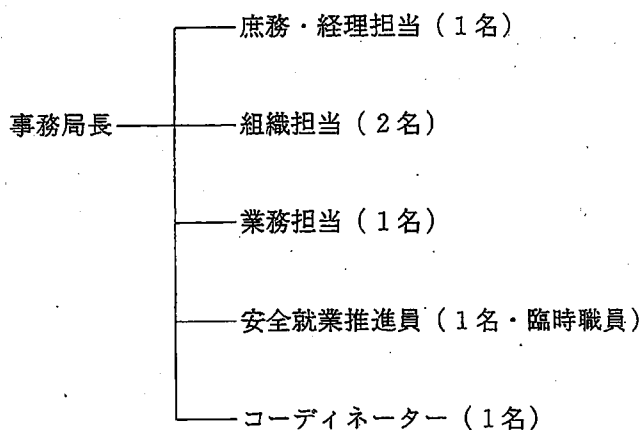 庶務・経理担当（1名）
事務局長
組織担当（2名）
業務担当（1名）
安全就業推進員（1名・臨時職員）
コーディネーター（1名）